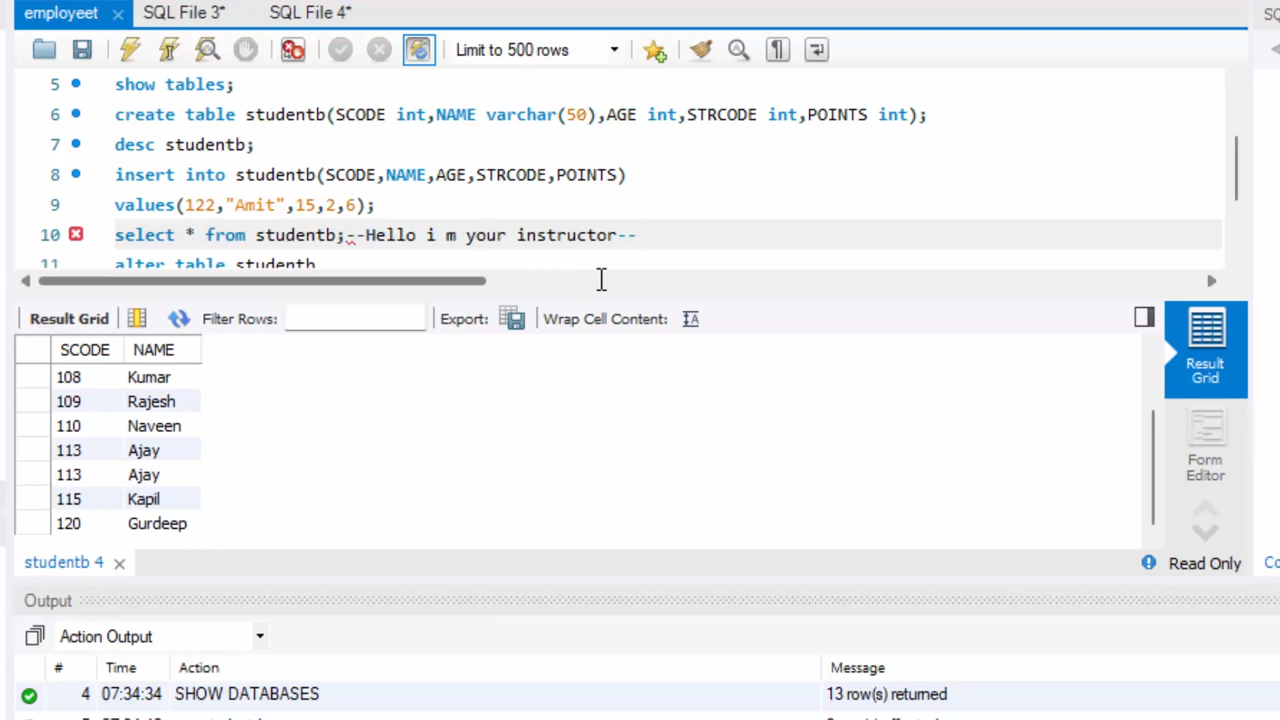 employeet
SQL File 3*
SQL File 4*
Limit to 500 rows
5 show tables;
6 create table studentb(SCODE int,NAME varchar(50),AGE int,STRCODE int,POINTS int);
7 desc studentb;
8 insert into studentb(SCODE,NAME,AGE,STRCODE,POINTS)
9 values(122,"Amit",15,2,6);
10 select * from studentb;--Hello i m your instructor--
11 alter table studentb
Result Grid
Filter Rows:
Export:
Wrap Cell Content:
SCODE NAME
108 Kumar
109 Rajesh
110 Naveen
113 Ajay
113 Ajay
115 Kapil
120 Gurdeep
Result
Grid
Form
Editor
studentb 4
Read Only
Output
Action Output
# Time Action Message
4 07:34:34 SHOW DATABASES 13 row(s) returned